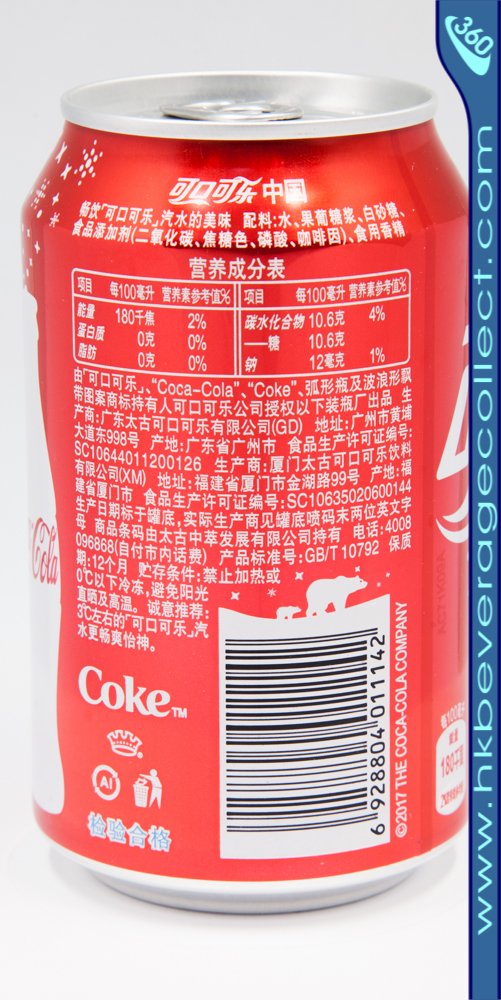 可口可乐 中国
畅饮「可口可乐」汽水的美味 配料:水、果葡糖浆、白砂糖、
食品添加剂(二氧化碳、焦糖色、磷酸、咖啡因)、食用香精
营养成分表
项目 每100毫升 营养素参考值% 项目 每100毫升 营养素参考值%
能量 180千焦 2% 碳水化合物 10.6克 4%
蛋白质 0克 0% ——糖 10.6克
脂肪 0克 0% 钠 12毫克 1%
由「可口可乐」、“Coca-Cola”、“Coke”、弧形瓶及波浪形飘
带图案商标持有人可口可乐公司授权以下装瓶厂出品 生
产商:广东太古可口可乐有限公司(GD) 地址:广州市黄埔
大道东998号 产地:广东省广州市 食品生产许可证编号:
SC10644011200126 生产商:厦门太古可口可乐饮料
有限公司(XM) 地址:福建省厦门市金湖路99号 产地:福
建省厦门市 食品生产许可证编号:SC10635020600144
生产日期标于罐底,实际生产商见罐底喷码末两位英文字
母 商品条码由太古中萃发展有限公司持有 电话:4008
096868(自付市内话费) 产品标准号:GB/T 10792 保质
期:12个月 贮存条件:禁止加热或
0℃以下冷冻,避免阳光
直晒及高温。诚意推荐:
3℃左右的「可口可乐」汽
水更畅爽怡神。
Coke™
Al
检验合格
6 928804 011142
©2017 THE COCA-COLA COMPANY
Cola
每100毫升
能量
180千焦
360
www.hkbeveragecollect.com